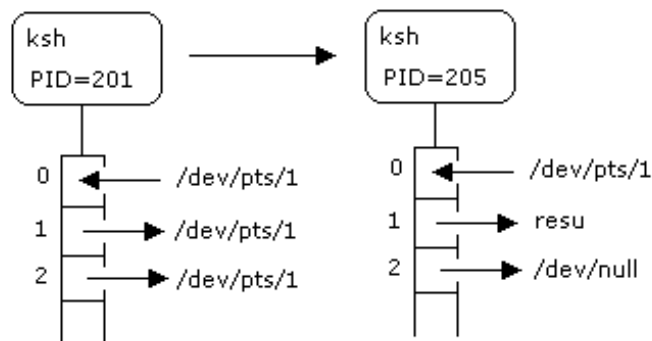 ksh
PID=201
0
/dev/pts/1
1
/dev/pts/1
2
/dev/pts/1
ksh
PID=205
0
/dev/pts/1
1
resu
2
/dev/null